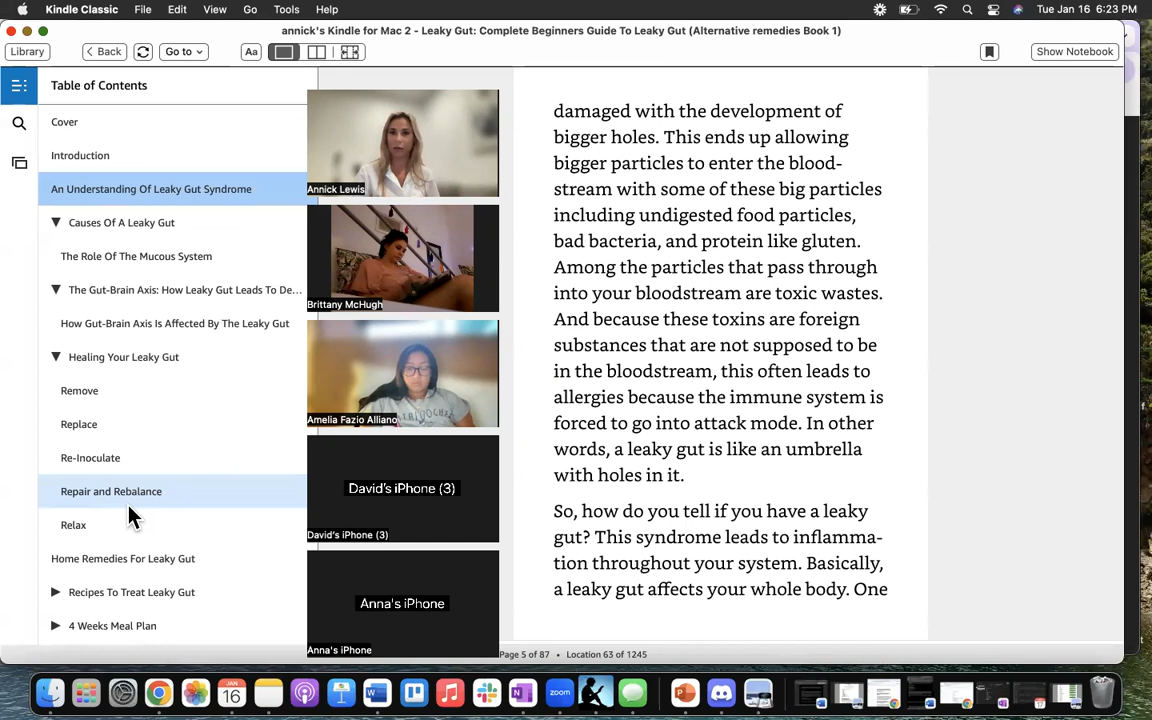 Kindle Classic File Edit View Go Tools Help Tue Jan 16 6:23 PM
annick's Kindle for Mac 2 - Leaky Gut: Complete Beginners Guide To Leaky Gut (Alternative remedies Book 1)
Library < Back Go to Aa Show Notebook
Table of Contents
Cover
Introduction
An Understanding Of Leaky Gut Syndrome
Causes Of A Leaky Gut
The Role Of The Mucous System
The Gut-Brain Axis: How Leaky Gut Leads To De...
How Gut-Brain Axis Is Affected By The Leaky Gut
Healing Your Leaky Gut
Remove
Replace
Re-Inoculate
Repair and Rebalance
Relax
Home Remedies For Leaky Gut
Recipes To Treat Leaky Gut
4 Weeks Meal Plan
Annick Lewis
Brittany McHugh
Amelia Fazio Alliano
David's iPhone (3)
David's iPhone (3)
Anna's iPhone
Anna's iPhone
damaged with the development of
bigger holes. This ends up allowing
bigger particles to enter the blood-
stream with some of these big particles
including undigested food particles,
bad bacteria, and protein like gluten.
Among the particles that pass through
into your bloodstream are toxic wastes.
And because these toxins are foreign
substances that are not supposed to be
in the bloodstream, this often leads to
allergies because the immune system is
forced to go into attack mode. In other
words, a leaky gut is like an umbrella
with holes in it.
So, how do you tell if you have a leaky
gut? This syndrome leads to inflamma-
tion throughout your system. Basically,
a leaky gut affects your whole body. One
Page 5 of 87 • Location 63 of 1245
JAN
16
zoom